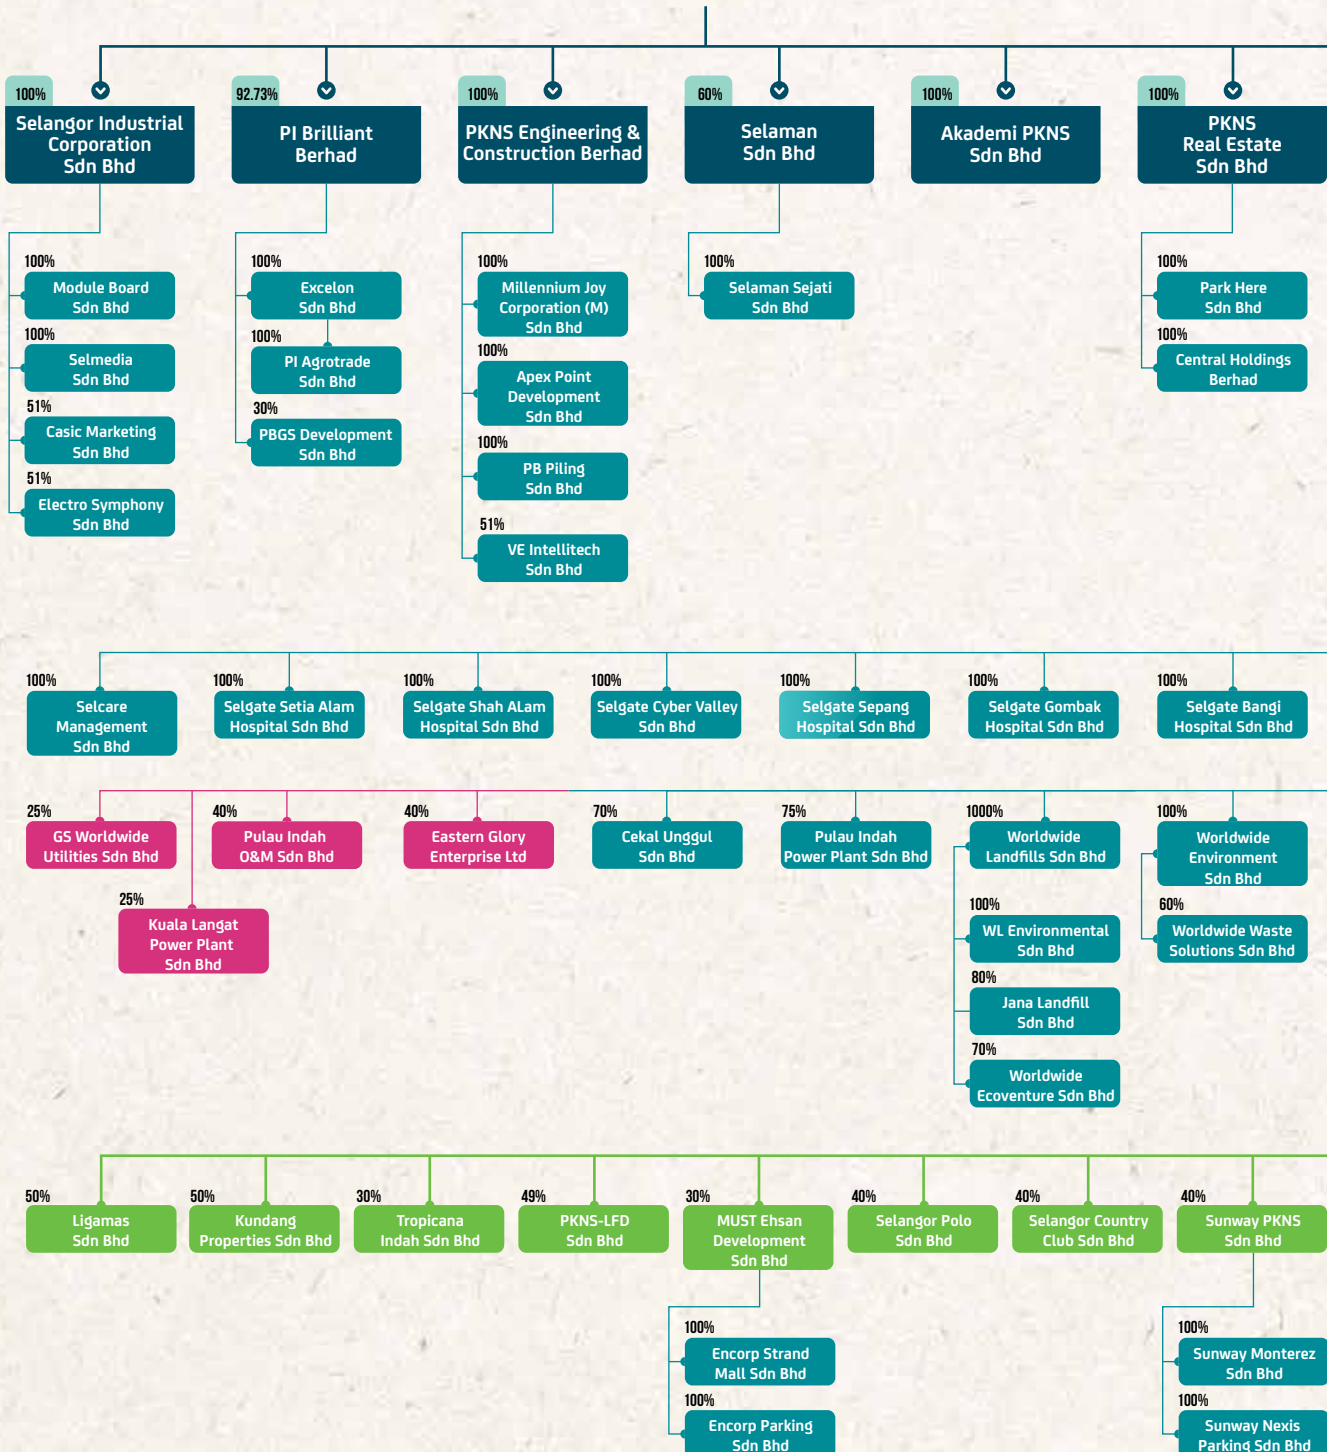 100%
Selangor Industrial
Corporation
Sdn Bhd
92.73%
PI Brilliant
Berhad
100%
PKNS Engineering &
Construction Berhad
60%
Selaman
Sdn Bhd
100%
Akademi PKNS
Sdn Bhd
100%
PKNS
Real Estate
Sdn Bhd
100%
Module Board
Sdn Bhd
100%
Selmedia
Sdn Bhd
51%
Casic Marketing
Sdn Bhd
51%
Electro Symphony
Sdn Bhd
100%
Excelon
Sdn Bhd
100%
PI Agrotrade
Sdn Bhd
30%
PBGS Development
Sdn Bhd
100%
Millennium Joy
Corporation (M)
Sdn Bhd
100%
Apex Point
Development
Sdn Bhd
100%
PB Piling
Sdn Bhd
51%
VE Intellitech
Sdn Bhd
100%
Selaman Sejati
Sdn Bhd
100%
Park Here
Sdn Bhd
100%
Central Holdings
Berhad
100%
Selcare
Management
Sdn Bhd
100%
Selgate Setia Alam
Hospital Sdn Bhd
100%
Selgate Shah ALam
Hospital Sdn Bhd
100%
Selgate Cyber Valley
Sdn Bhd
100%
Selgate Sepang
Hospital Sdn Bhd
100%
Selgate Gombak
Hospital Sdn Bhd
100%
Selgate Bangi
Hospital Sdn Bhd
25%
GS Worldwide
Utilities Sdn Bhd
25%
Kuala Langat
Power Plant
Sdn Bhd
40%
Pulau Indah
O&M Sdn Bhd
40%
Eastern Glory
Enterprise Ltd
70%
Cekal Unggul
Sdn Bhd
75%
Pulau Indah
Power Plant Sdn Bhd
1000%
Worldwide
Landfills Sdn Bhd
100%
WL Environmental
Sdn Bhd
80%
Jana Landfill
Sdn Bhd
70%
Worldwide
Ecoventure Sdn Bhd
100%
Worldwide
Environment
Sdn Bhd
60%
Worldwide Waste
Solutions Sdn Bhd
50%
Ligamas
Sdn Bhd
50%
Kundang
Properties Sdn Bhd
30%
Tropicana
Indah Sdn Bhd
49%
PKNS-LFD
Sdn Bhd
30%
MUST Ehsan
Development
Sdn Bhd
40%
Selangor Polo
Sdn Bhd
40%
Selangor Country
Club Sdn Bhd
40%
Sunway PKNS
Sdn Bhd
100%
Encorp Strand
Mall Sdn Bhd
100%
Encorp Parking
Sdn Bhd
100%
Sunway Monterez
Sdn Bhd
100%
Sunway Nexis
Parking Sdn Bhd